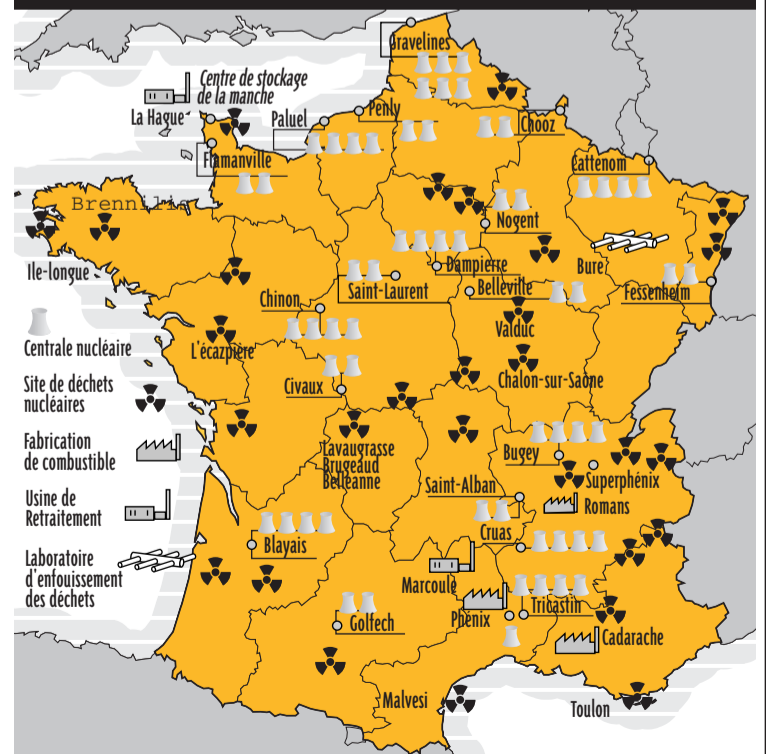 Gravelines
Centre de stockage
de la manche
La Hague
Paluel
Penly
Chooz
Flamanville
Cattenom
Brennilis
Nogent
Ile-longue
Dampierre
Bure
Saint-Laurent
Belleville
Fessenheim
Chinon
Valduc
Centrale nucléaire
L'écazpière
Chalon-sur-Saône
Site de déchets
nucléaires
Civaux
Fabrication
de combustible
Lavaugrasse
Brugeaud
Belleanne
Bugey
Superphénix
Saint-Alban
Romans
Usine de
Retraitement
Cruas
Blayais
Laboratoire
d'enfouissement
des déchets
Marcoule
Phénix
Tricastin
Golfech
Cadarache
Malvesi
Toulon